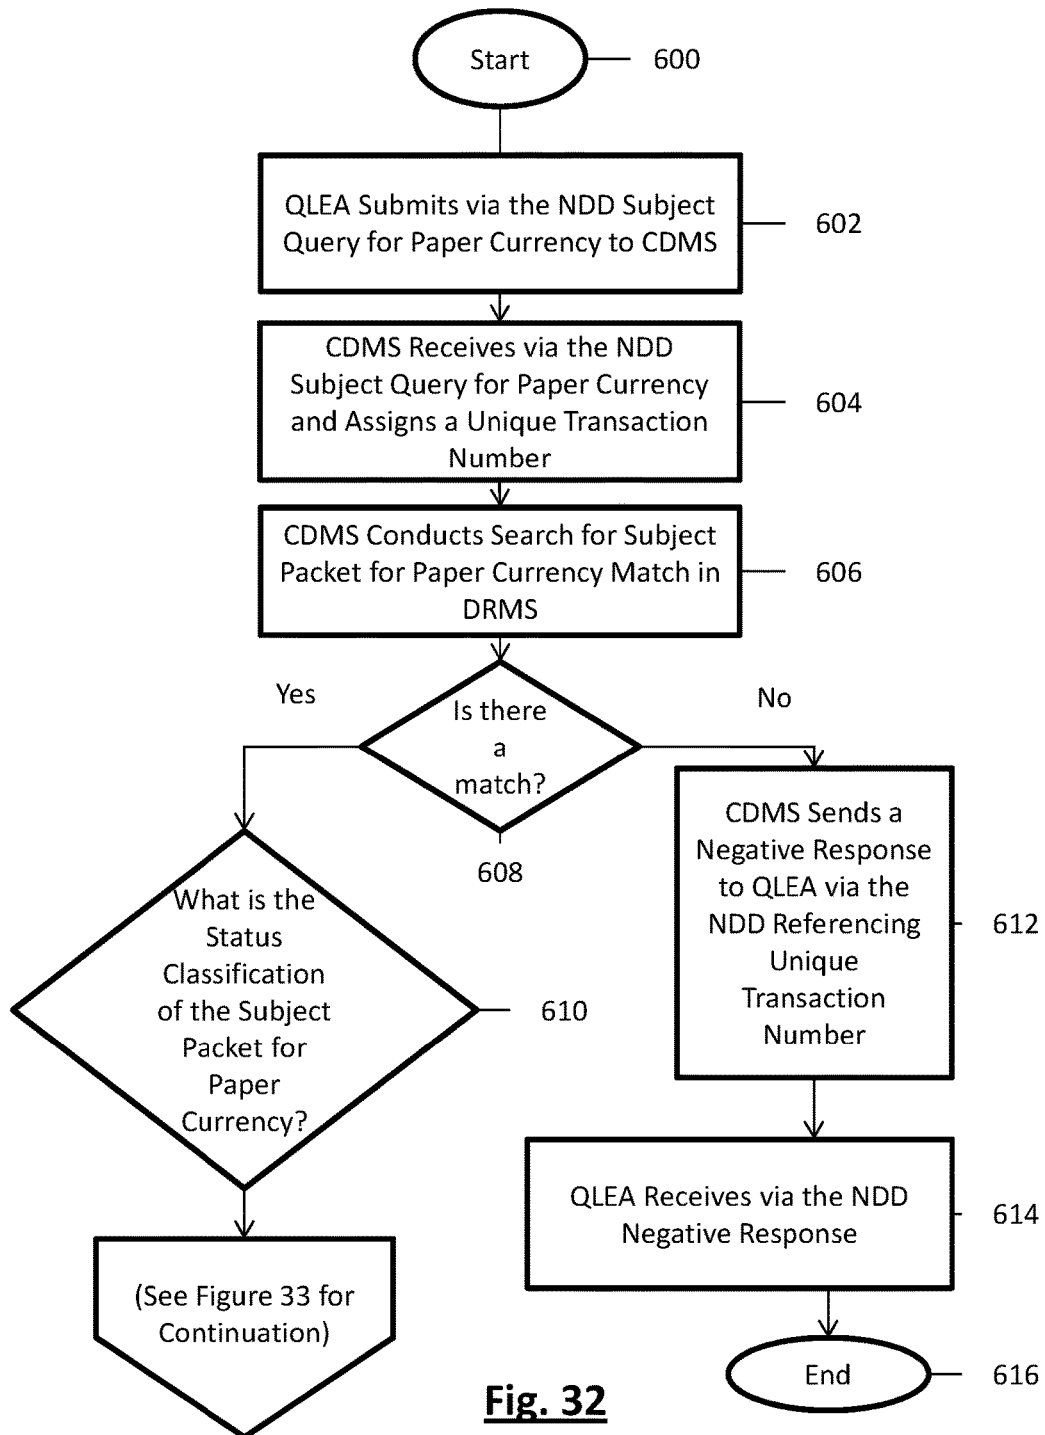 Start
600
QLEA Submits via the NDD Subject
Query for Paper Currency to CDMS
602
CDMS Receives via the NDD
Subject Query for Paper Currency
and Assigns a Unique Transaction
Number
604
CDMS Conducts Search for Subject
Packet for Paper Currency Match in
DRMS
606
Yes
No
Is there
a
match?
608
What is the
Status
Classification
of the Subject
Packet for
Paper
Currency?
610
CDMS Sends a
Negative Response
to QLEA via the
NDD Referencing
Unique
Transaction
Number
612
QLEA Receives via the NDD
Negative Response
614
(See Figure 33 for
Continuation)
End
616
Fig. 32